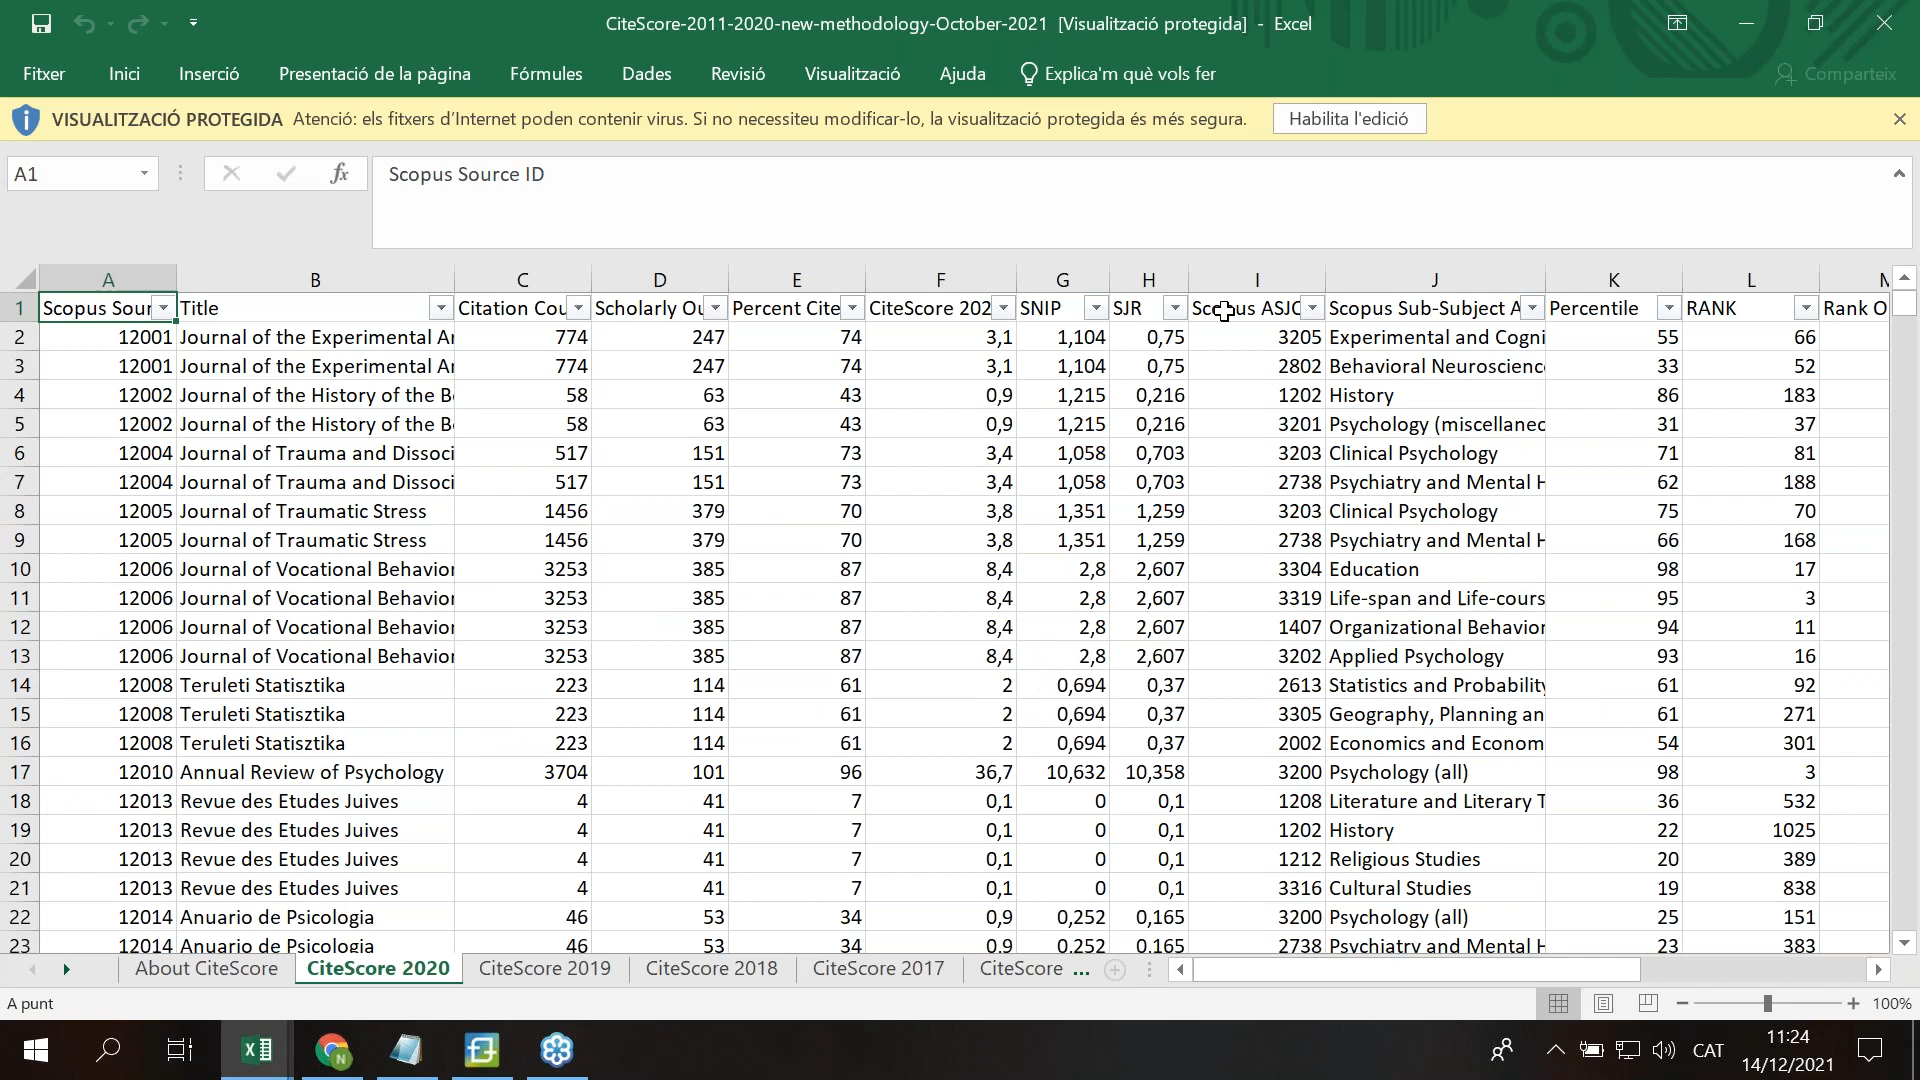 CiteScore-2011-2020-new-methodology-October-2021 [Visualització protegida] - Excel
Fitxer Inici Inserció Presentació de la pàgina Fórmules Dades Revisió Visualització Ajuda Explica'm què vols fer Comparteix
VISUALITZACIÓ PROTEGIDA Atenció: els fitxers d’Internet poden contenir virus. Si no necessiteu modificar-lo, la visualització protegida és més segura. Habilita l'edició
A1 fx Scopus Source ID
A B C D E F G H I J K L M
1 Scopus Sour Title Citation Cou Scholarly Ou Percent Cite CiteScore 202 SNIP SJR Scopus ASJC Scopus Sub-Subject A Percentile RANK Rank O
2 12001 Journal of the Experimental Ar 774 247 74 3,1 1,104 0,75 3205 Experimental and Cogni 55 66
3 12001 Journal of the Experimental Ar 774 247 74 3,1 1,104 0,75 2802 Behavioral Neuroscienc 33 52
4 12002 Journal of the History of the B 58 63 43 0,9 1,215 0,216 1202 History 86 183
5 12002 Journal of the History of the B 58 63 43 0,9 1,215 0,216 3201 Psychology (miscellanec 31 37
6 12004 Journal of Trauma and Dissoci 517 151 73 3,4 1,058 0,703 3203 Clinical Psychology 71 81
7 12004 Journal of Trauma and Dissoci 517 151 73 3,4 1,058 0,703 2738 Psychiatry and Mental H 62 188
8 12005 Journal of Traumatic Stress 1456 379 70 3,8 1,351 1,259 3203 Clinical Psychology 75 70
9 12005 Journal of Traumatic Stress 1456 379 70 3,8 1,351 1,259 2738 Psychiatry and Mental H 66 168
10 12006 Journal of Vocational Behavior 3253 385 87 8,4 2,8 2,607 3304 Education 98 17
11 12006 Journal of Vocational Behavior 3253 385 87 8,4 2,8 2,607 3319 Life-span and Life-cours 95 3
12 12006 Journal of Vocational Behavior 3253 385 87 8,4 2,8 2,607 1407 Organizational Behavior 94 11
13 12006 Journal of Vocational Behavior 3253 385 87 8,4 2,8 2,607 3202 Applied Psychology 93 16
14 12008 Teruleti Statisztika 223 114 61 2 0,694 0,37 2613 Statistics and Probability 61 92
15 12008 Teruleti Statisztika 223 114 61 2 0,694 0,37 3305 Geography, Planning an 61 271
16 12008 Teruleti Statisztika 223 114 61 2 0,694 0,37 2002 Economics and Econom 54 301
17 12010 Annual Review of Psychology 3704 101 96 36,7 10,632 10,358 3200 Psychology (all) 98 3
18 12013 Revue des Etudes Juives 4 41 7 0,1 0 0,1 1208 Literature and Literary T 36 532
19 12013 Revue des Etudes Juives 4 41 7 0,1 0 0,1 1202 History 22 1025
20 12013 Revue des Etudes Juives 4 41 7 0,1 0 0,1 1212 Religious Studies 20 389
21 12013 Revue des Etudes Juives 4 41 7 0,1 0 0,1 3316 Cultural Studies 19 838
22 12014 Anuario de Psicologia 46 53 34 0,9 0,252 0,165 3200 Psychology (all) 25 151
23 12014 Anuario de Psicologia 46 53 34 0,9 0,252 0,165 2738 Psychiatry and Mental H 23 383
About CiteScore CiteScore 2020 CiteScore 2019 CiteScore 2018 CiteScore 2017 CiteScore ...
A punt 100%
CAT 11:24
14/12/2021